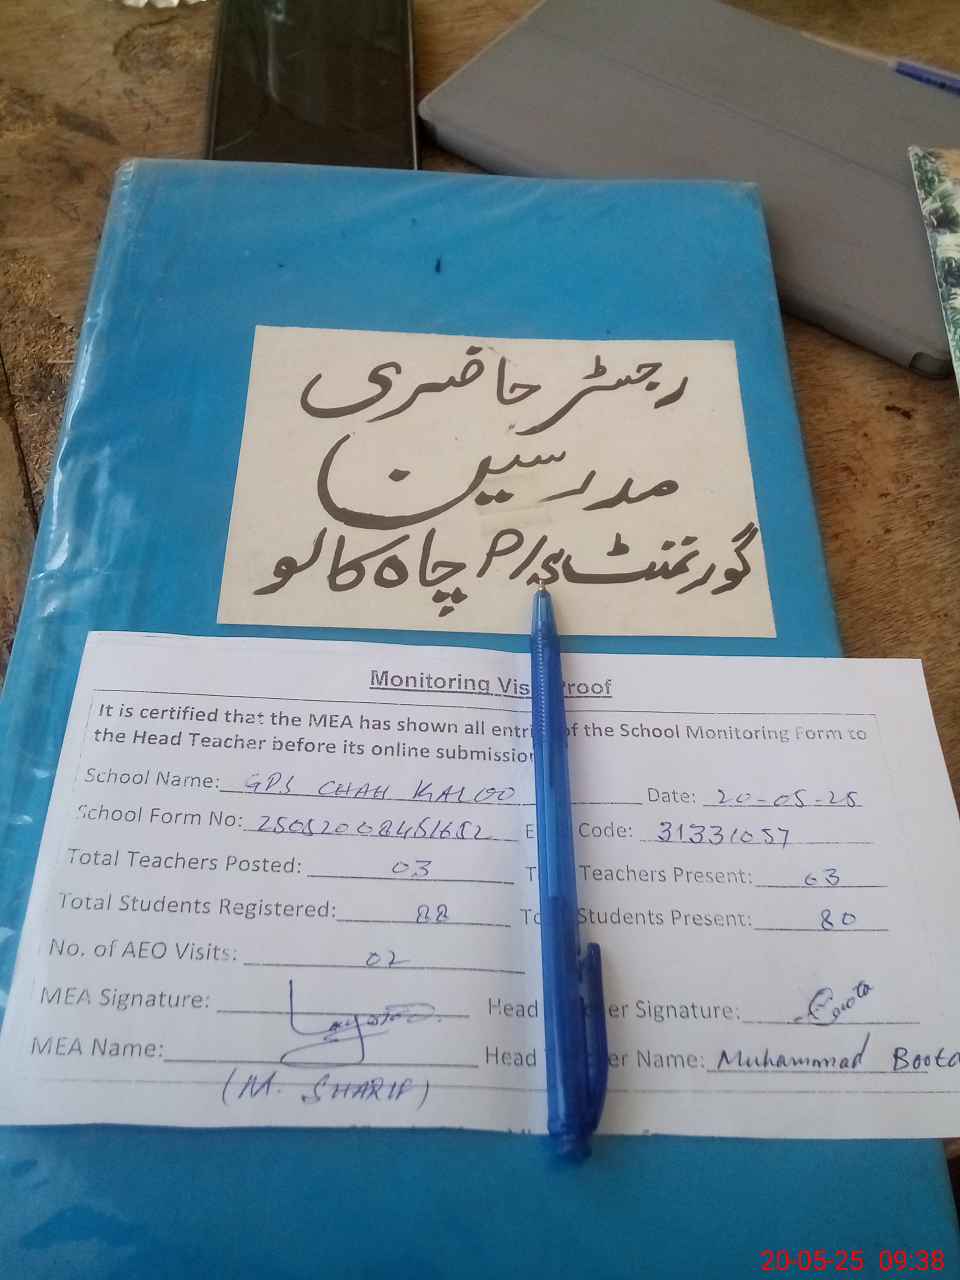 رجسٹر حاضری
مدرسین
گورنمنٹ پی/P چاہ کالو
Monitoring Vis Proof
It is certified that the MEA has shown all entri of the School Monitoring Form to
the Head Teacher before its online submission
School Name: GPS CHAH KALOO Date: 20-05-25
School Form No: Code: 31331057
Total Teachers Posted: 03 Teachers Present: 03
Total Students Registered: 88 Students Present: 80
No. of AEO Visits: 02
MEA Signature: Head er Signature: Boota
MEA Name: Head er Name: Muhammad Boota
(M. SHARIF)
20-05-25 09:38